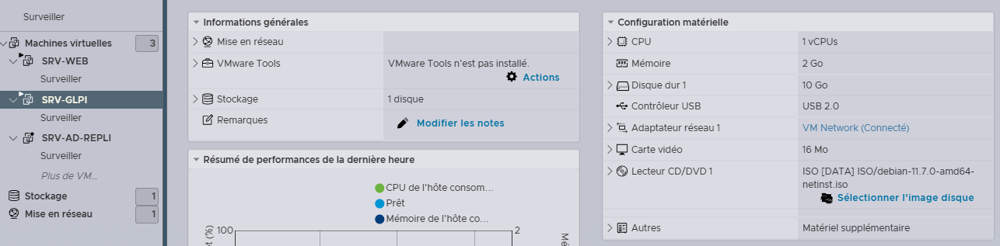 Surveiller
Machines virtuelles 3
SRV-WEB
Surveiller
SRV-GLPI
Surveiller
SRV-AD-REPLI
Surveiller
Plus de VM...
Stockage 1
Mise en réseau 1
Informations générales
Mise en réseau
VMware Tools VMware Tools n'est pas installé.
Actions
Stockage 1 disque
Remarques Modifier les notes
Résumé de performances de la dernière heure
CPU de l'hôte consom...
Prêt
Mémoire de l'hôte co...
100 2
(%)
Mé
Configuration matérielle
CPU 1 vCPUs
Mémoire 2 Go
Disque dur 1 10 Go
Contrôleur USB USB 2.0
Adaptateur réseau 1 VM Network (Connecté)
Carte vidéo 16 Mo
Lecteur CD/DVD 1 ISO [DATA] ISO/debian-11.7.0-amd64-
netinst.iso
Sélectionner l'image disque
Autres Matériel supplémentaire